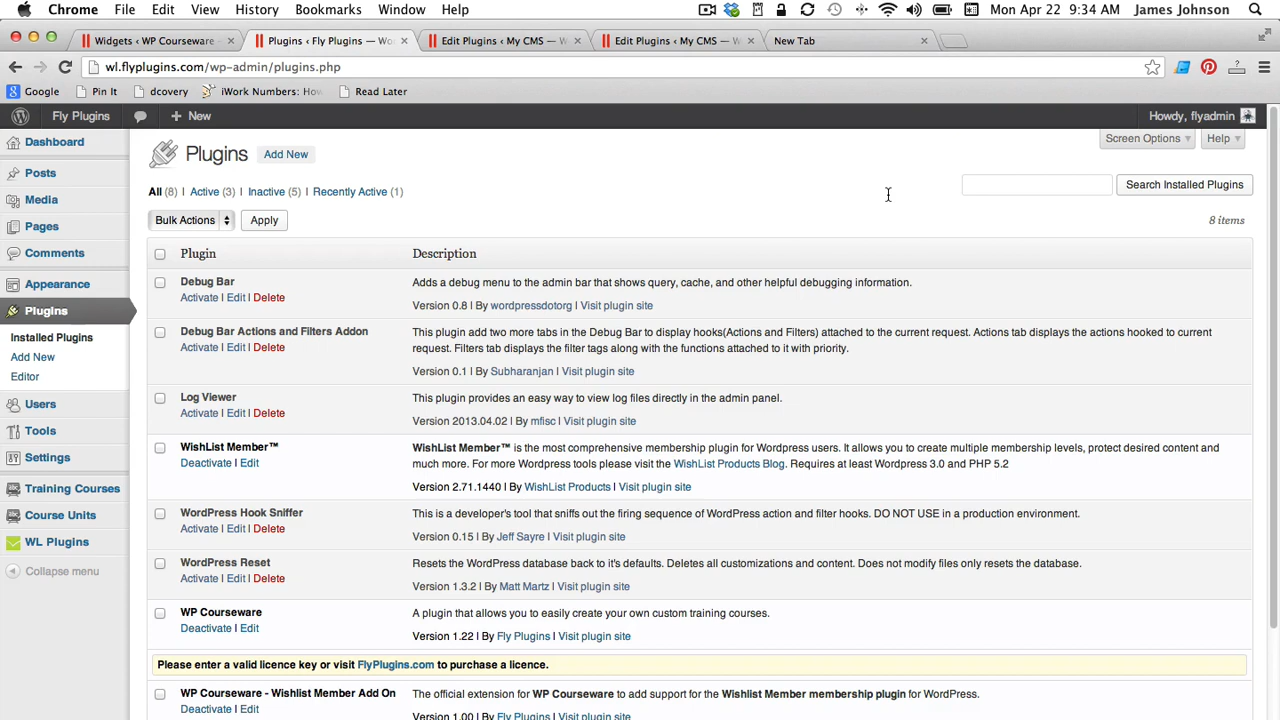 Chrome File Edit View History Bookmarks Window Help Mon Apr 22 9:34 AM James Johnson
Widgets ‹ WP Courseware Plugins ‹ Fly Plugins — Wo Edit Plugins ‹ My CMS — W Edit Plugins ‹ My CMS — W New Tab
wl.flyplugins.com/wp-admin/plugins.php
Google Pin It dcovery iWork Numbers: How Read Later
Fly Plugins + New Howdy, flyadmin
Dashboard
Posts
Media
Pages
Comments
Appearance
Plugins
Installed Plugins
Add New
Editor
Users
Tools
Settings
Training Courses
Course Units
WL Plugins
Collapse menu
Screen Options Help
Plugins Add New
All (8) | Active (3) | Inactive (5) | Recently Active (1)
Search Installed Plugins
Bulk Actions Apply
8 items
Plugin Description
Debug Bar
Activate | Edit | Delete
Adds a debug menu to the admin bar that shows query, cache, and other helpful debugging information.
Version 0.8 | By wordpressdotorg | Visit plugin site
Debug Bar Actions and Filters Addon
Activate | Edit | Delete
This plugin add two more tabs in the Debug Bar to display hooks(Actions and Filters) attached to the current request. Actions tab displays the actions hooked to current
request. Filters tab displays the filter tags along with the functions attached to it with priority.
Version 0.1 | By Subharanjan | Visit plugin site
Log Viewer
Activate | Edit | Delete
This plugin provides an easy way to view log files directly in the admin panel.
Version 2013.04.02 | By mfisc | Visit plugin site
WishList Member™
Deactivate | Edit
WishList Member™ is the most comprehensive membership plugin for Wordpress users. It allows you to create multiple membership levels, protect desired content and
much more. For more Wordpress tools please visit the WishList Products Blog. Requires at least Wordpress 3.0 and PHP 5.2
Version 2.71.1440 | By WishList Products | Visit plugin site
WordPress Hook Sniffer
Activate | Edit | Delete
This is a developer's tool that sniffs out the firing sequence of WordPress action and filter hooks. DO NOT USE in a production environment.
Version 0.15 | By Jeff Sayre | Visit plugin site
WordPress Reset
Activate | Edit | Delete
Resets the WordPress database back to it's defaults. Deletes all customizations and content. Does not modify files only resets the database.
Version 1.3.2 | By Matt Martz | Visit plugin site
WP Courseware
Deactivate | Edit
A plugin that allows you to easily create your own custom training courses.
Version 1.22 | By Fly Plugins | Visit plugin site
Please enter a valid licence key or visit FlyPlugins.com to purchase a licence.
WP Courseware - Wishlist Member Add On
Deactivate | Edit
The official extension for WP Courseware to add support for the Wishlist Member membership plugin for WordPress.
Version 1.00 | By Fly Plugins | Visit plugin site